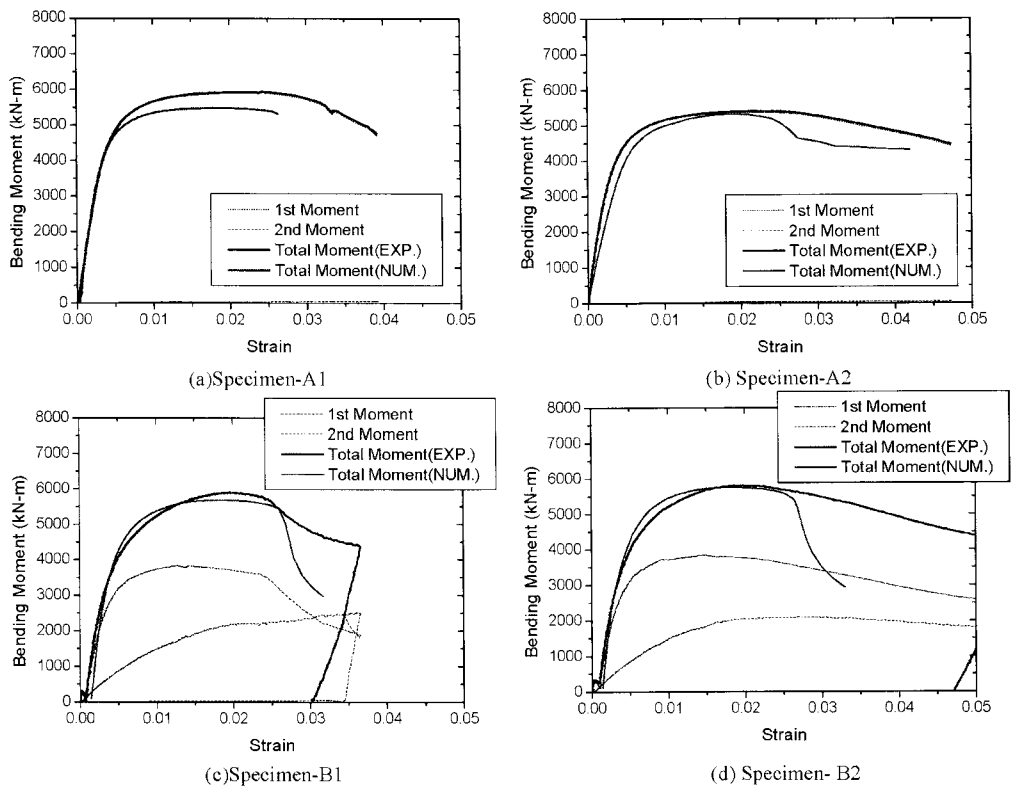 8000
7000
6000
5000
4000
3000
2000
1000
0
Bending Moment (kN-m)
1st Moment
2nd Moment
Total Moment(EXP.)
Total Moment(NUM.)
0.00 0.01 0.02 0.03 0.04 0.05
Strain
(a)Specimen-A1
8000
7000
6000
5000
4000
3000
2000
1000
0
Bending Moment (kN-m)
1st Moment
2nd Moment
Total Moment(EXP.)
Total Moment(NUM.)
0.00 0.01 0.02 0.03 0.04 0.05
Strain
(b) Specimen-A2
8000
7000
6000
5000
4000
3000
2000
1000
0
Bending Moment (kN-m)
1st Moment
2nd Moment
Total Moment(EXP.)
Total Moment(NUM.)
0.00 0.01 0.02 0.03 0.04 0.05
Strain
(c)Specimen-B1
8000
7000
6000
5000
4000
3000
2000
1000
0
Bending Moment (kN-m)
1st Moment
2nd Moment
Total Moment(EXP.)
Total Moment(NUM.)
0.00 0.01 0.02 0.03 0.04 0.05
Strain
(d) Specimen- B2